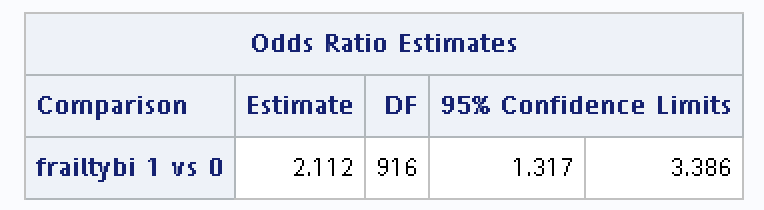 Odds Ratio Estimates
Comparison Estimate DF 95% Confidence Limits
frailtybi 1 vs 0 2.112 916 1.317 3.386